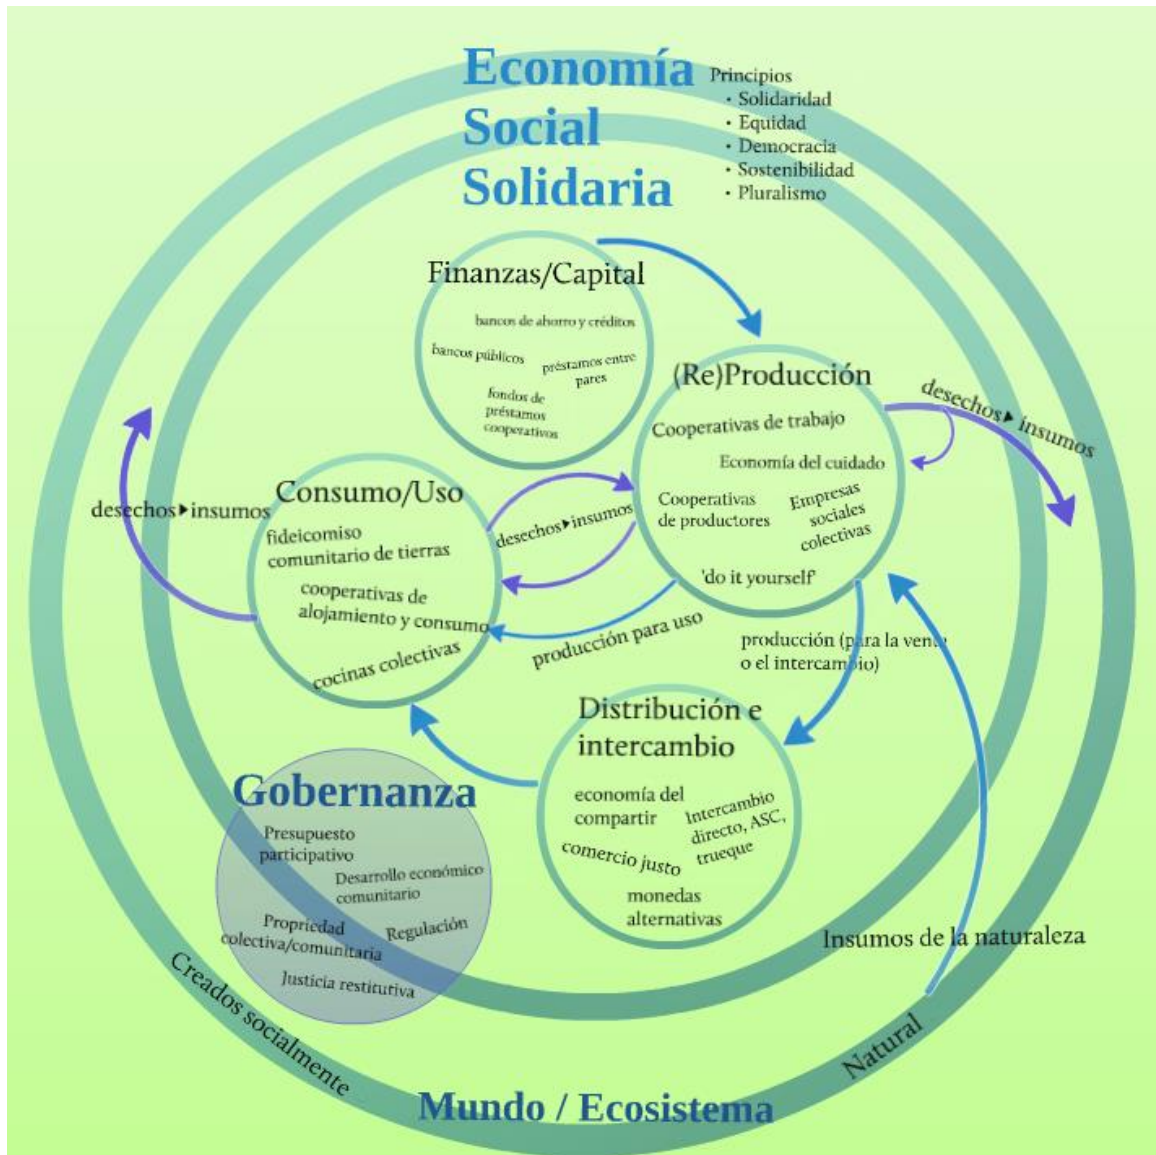 Economía
Social
Solidaria
Principios
• Solidaridad
• Equidad
• Democracia
• Sostenibilidad
• Pluralismo
Finanzas/Capital
bancos de ahorro y créditos
bancos públicos
préstamos entre
pares
fondos de
préstamos
cooperativos
(Re)Producción
Cooperativas de trabajo
Economía del cuidado
Cooperativas
de productores
Empresas
sociales
colectivas
'do it yourself'
desechos▶insumos
Consumo/Uso
fideicomiso
comunitario de tierras
cooperativas de
alojamiento y consumo
cocinas colectivas
desechos▶insumos
desechos▶insumos
producción para uso
producción (para la venta
o el intercambio)
Distribución e
intercambio
economía del
compartir
Intercambio
directo, ASC,
trueque
comercio justo
monedas
alternativas
Gobernanza
Presupuesto
participativo
Desarrollo económico
comunitario
Propriedad
colectiva/comunitaria
Regulación
Justicia restitutiva
Insumos de la naturaleza
Creados socialmente
Natural
Mundo / Ecosistema